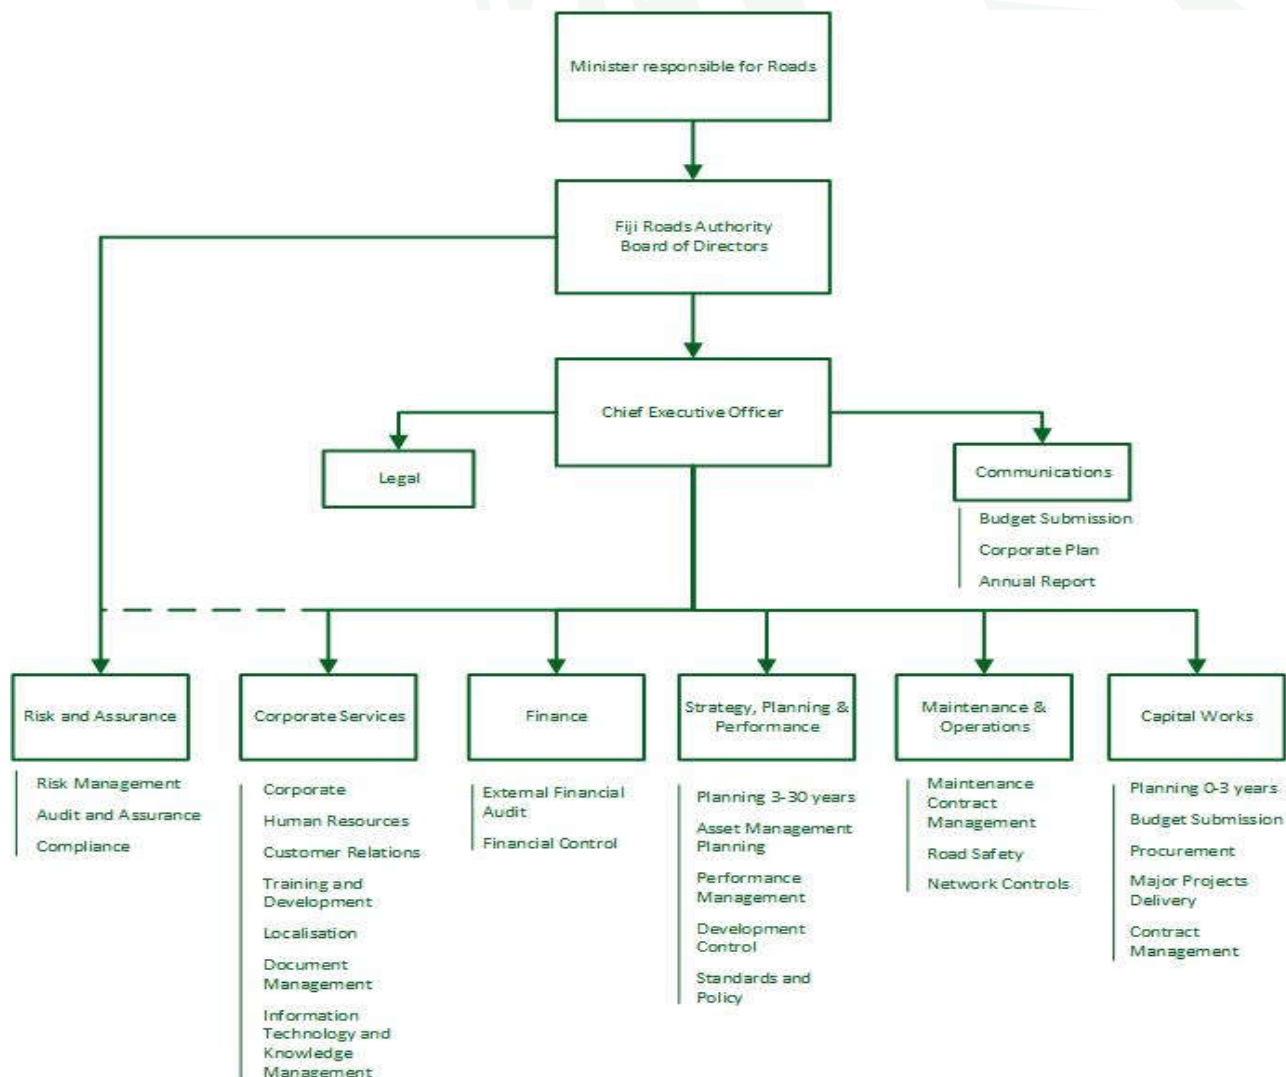 Minister responsible for Roads
Fiji Roads Authority
Board of Directors
Chief Executive Officer
Legal
Communications
Budget Submission
Corporate Plan
Annual Report
Risk and Assurance
Risk Management
Audit and Assurance
Compliance
Corporate Services
Corporate
Human Resources
Customer Relations
Training and
Development
Localisation
Document
Management
Information
Technology and
Knowledge
Management
Finance
External Financial
Audit
Financial Control
Strategy, Planning &
Performance
Planning 3-30 years
Asset Management
Planning
Performance
Management
Development
Control
Standards and
Policy
Maintenance &
Operations
Maintenance
Contract
Management
Road Safety
Network Controls
Capital Works
Planning 0-3 years
Budget Submission
Procurement
Major Projects
Delivery
Contract
Management